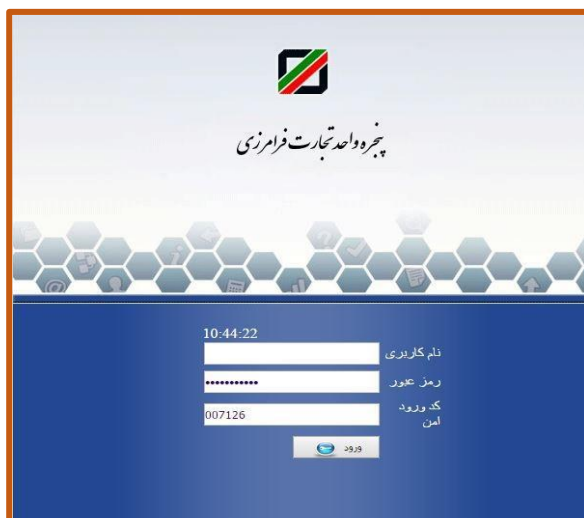 پنجره واحد تجارت فرامرزی
10:44:22
نام کاربری
رمز عبور
•••••••••••
کد ورود
امن
007126
ورود